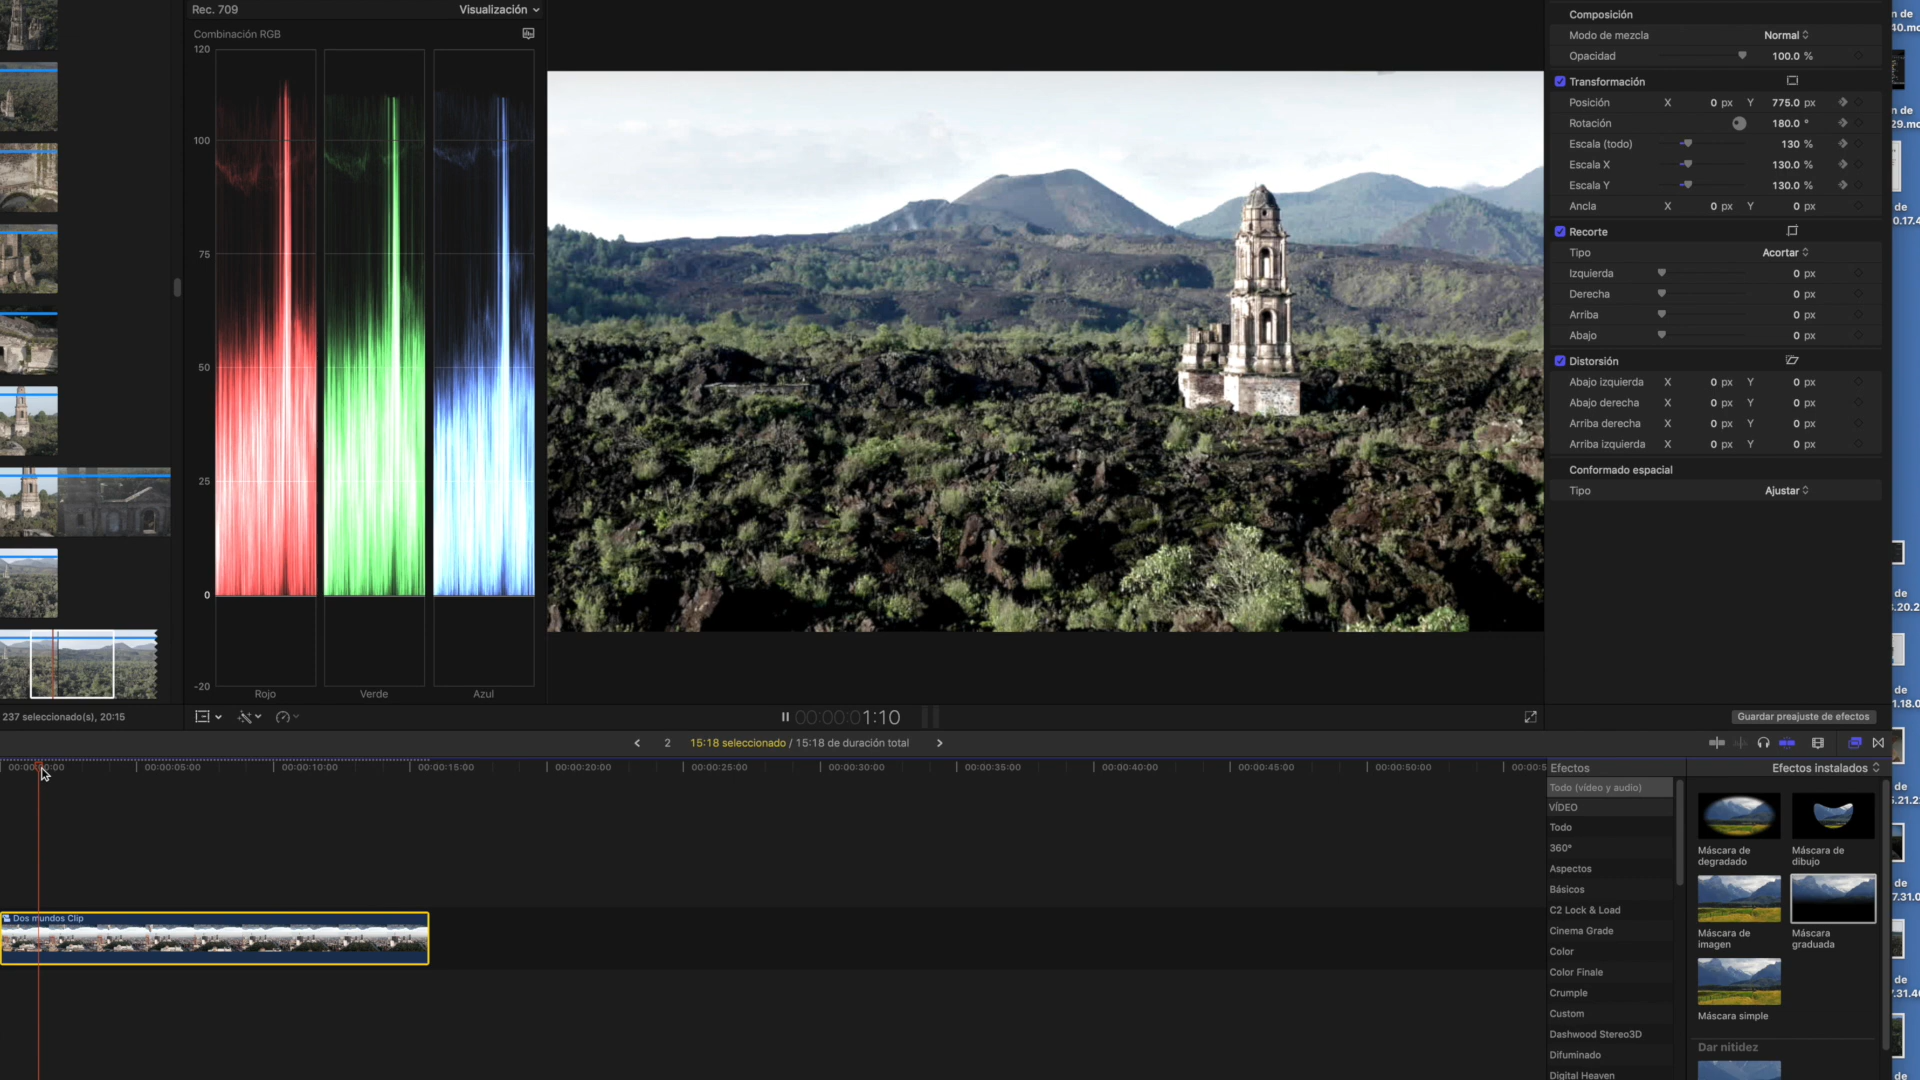 Rec. 709
Visualización
Combinación RGB
120
100
75
50
25
0
-20
Rojo
Verde
Azul
Composición
Modo de mezcla
Normal
Opacidad
100.0 %
Transformación
Posición X 0 px Y 775.0 px
Rotación 180.0 °
Escala (todo) 130 %
Escala X 130.0 %
Escala Y 130.0 %
Ancla X 0 px Y 0 px
Recorte
Tipo Acortar
Izquierda 0 px
Derecha 0 px
Arriba 0 px
Abajo 0 px
Distorsión
Abajo izquierda X 0 px Y 0 px
Abajo derecha X 0 px Y 0 px
Arriba derecha X 0 px Y 0 px
Arriba izquierda X 0 px Y 0 px
Conformado espacial
Tipo Ajustar
237 seleccionado(s), 20:15
00:00:01:10
Guardar preajuste de efectos
2
15:18 seleccionado / 15:18 de duración total
00:00:00:00
00:00:05:00
00:00:10:00
00:00:15:00
00:00:20:00
00:00:25:00
00:00:30:00
00:00:35:00
00:00:40:00
00:00:45:00
00:00:50:00
Dos mundos Clip
Efectos
Efectos instalados
Todo (vídeo y audio)
VÍDEO
Todo
360°
Aspectos
Básicos
C2 Lock & Load
Cinema Grade
Color
Color Finale
Crumple
Custom
Dashwood Stereo3D
Difuminado
Digital Heaven
Máscara de degradado
Máscara de dibujo
Máscara de imagen
Máscara graduada
Máscara simple
Dar nitidez